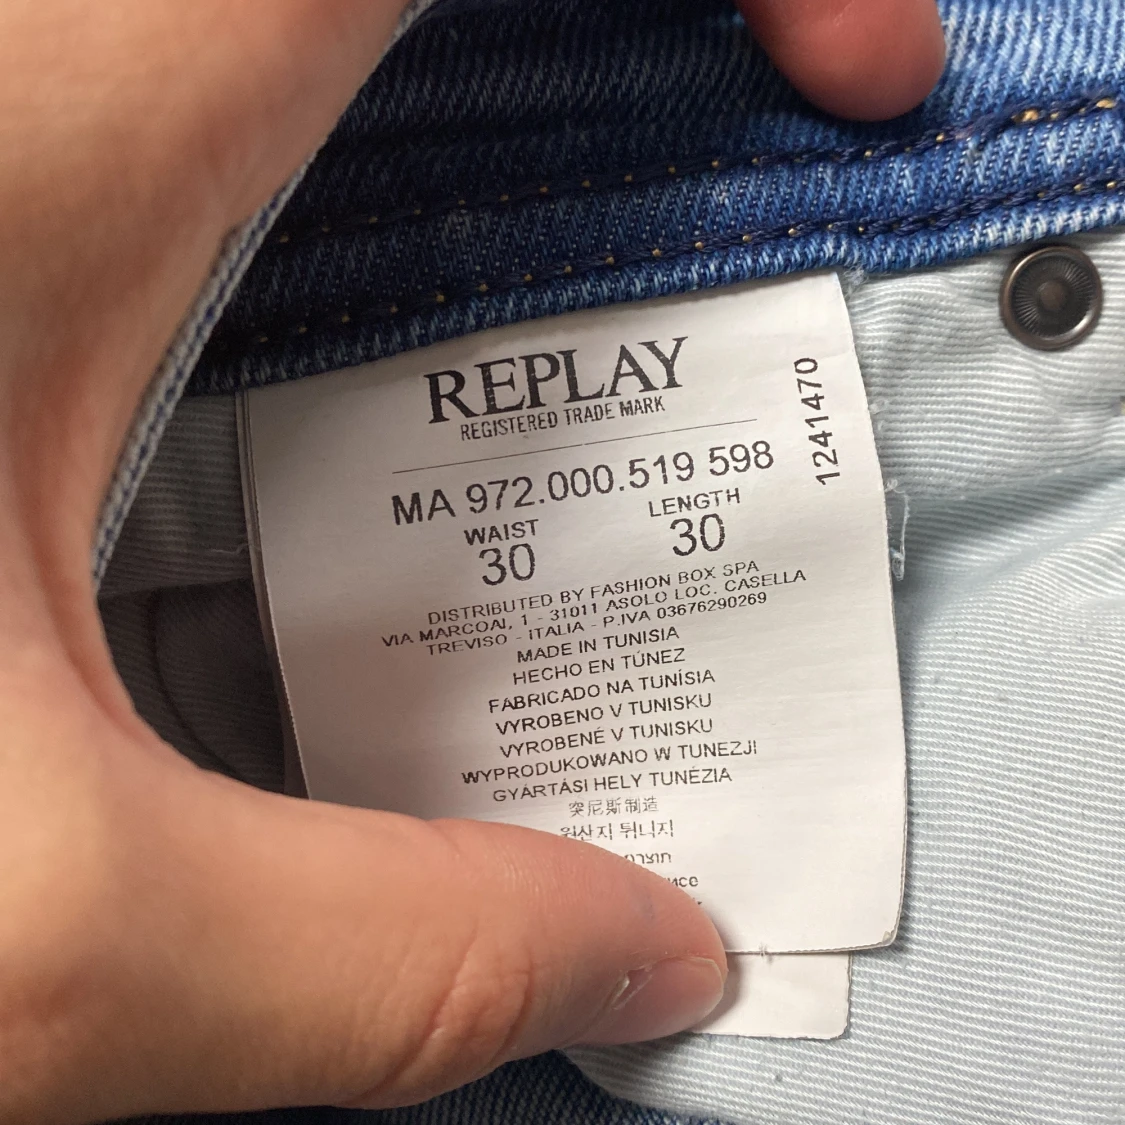 REPLAY
REGISTERED TRADE MARK
1241470
MA 972.000.519 598
WAIST
30
LENGTH
30
DISTRIBUTED BY FASHION BOX SPA
VIA MARCONI, 1 - 31011 ASOLO LOC. CASELLA
TREVISO - ITALIA - P.IVA 03676290269
MADE IN TUNISIA
HECHO EN TÚNEZ
FABRICADO NA TUNÍSIA
VYROBENO V TUNISKU
VYROBENÉ V TUNISKU
WYPRODUKOWANO W TUNEZJI
GYÁRTÁSI HELY TUNÉZIA
突尼斯制造
원산지 튀니지